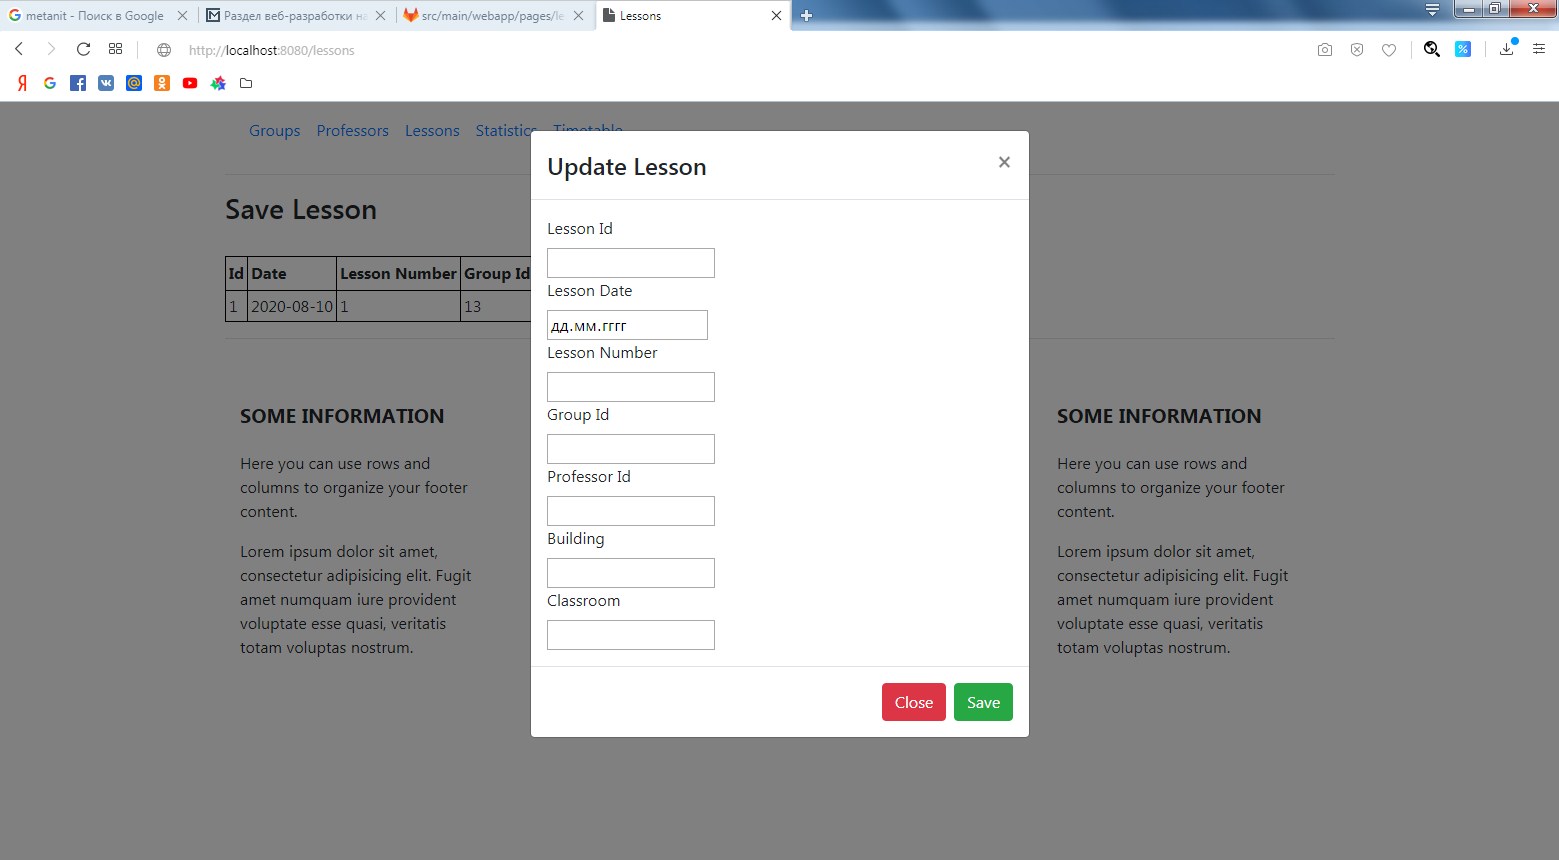 metanit - Поиск в Google
Раздел веб-разработки на
src/main/webapp/pages/le
Lessons
http://localhost:8080/lessons
Groups Professors Lessons Statistics Timetable
Save Lesson
Id Date Lesson Number Group Id
1 2020-08-10 1 13
Update Lesson
×
Lesson Id
Lesson Date
дд.мм.гггг
Lesson Number
Group Id
Professor Id
Building
Classroom
Close Save
SOME INFORMATION
Here you can use rows and
columns to organize your footer
content.
Lorem ipsum dolor sit amet,
consectetur adipisicing elit. Fugit
amet numquam iure provident
voluptate esse quasi, veritatis
totam voluptas nostrum.
SOME INFORMATION
Here you can use rows and
columns to organize your footer
content.
Lorem ipsum dolor sit amet,
consectetur adipisicing elit. Fugit
amet numquam iure provident
voluptate esse quasi, veritatis
totam voluptas nostrum.